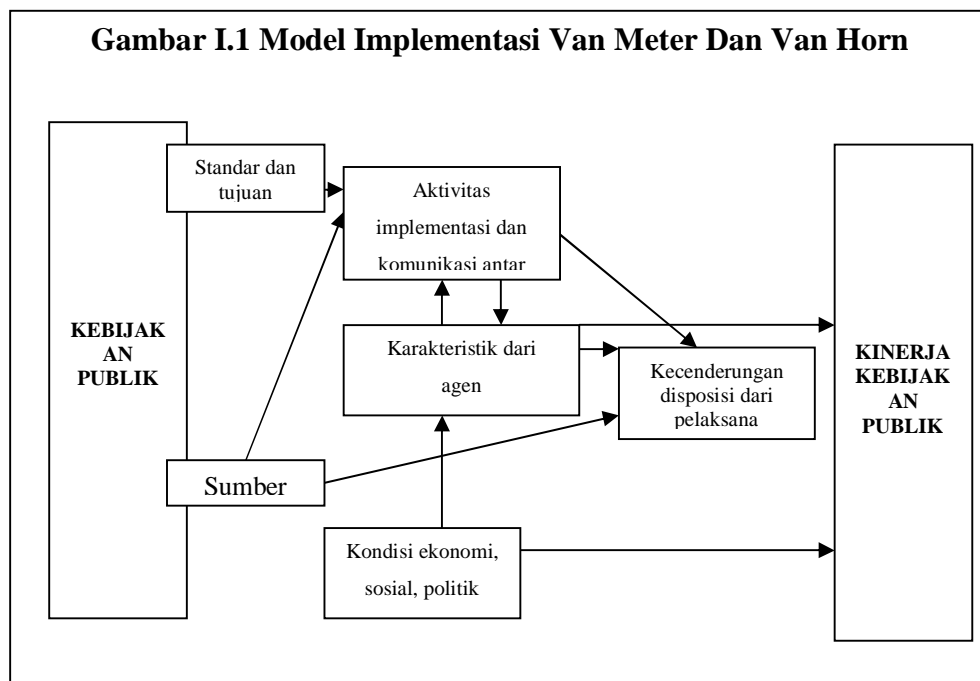 Gambar I.1 Model Implementasi Van Meter Dan Van Horn
Standar dan
tujuan
Aktivitas
implementasi dan
komunikasi antar
KEBIJAK
AN
PUBLIK
Karakteristik dari
agen
Kecenderungan
disposisi dari
pelaksana
KINERJA
KEBIJAK
AN
PUBLIK
Sumber
Kondisi ekonomi,
sosial, politik